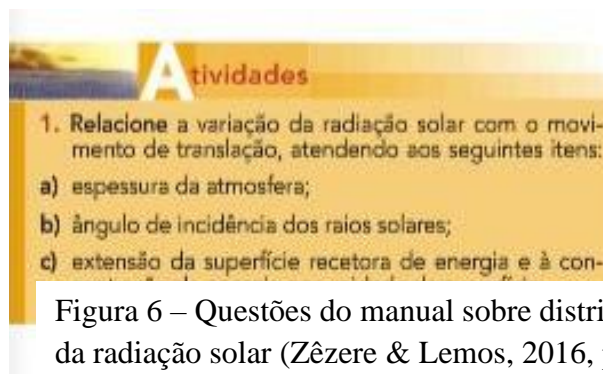 Atividades
1. Relacione a variação da radiação solar com o movi-
mento de translação, atendendo aos seguintes itens:
a) espessura da atmosfera;
b) ângulo de incidência dos raios solares;
c) extensão da superfície recetora de energia e à con-
Figura 6 – Questões do manual sobre distri
da radiação solar (Zêzere & Lemos, 2016,